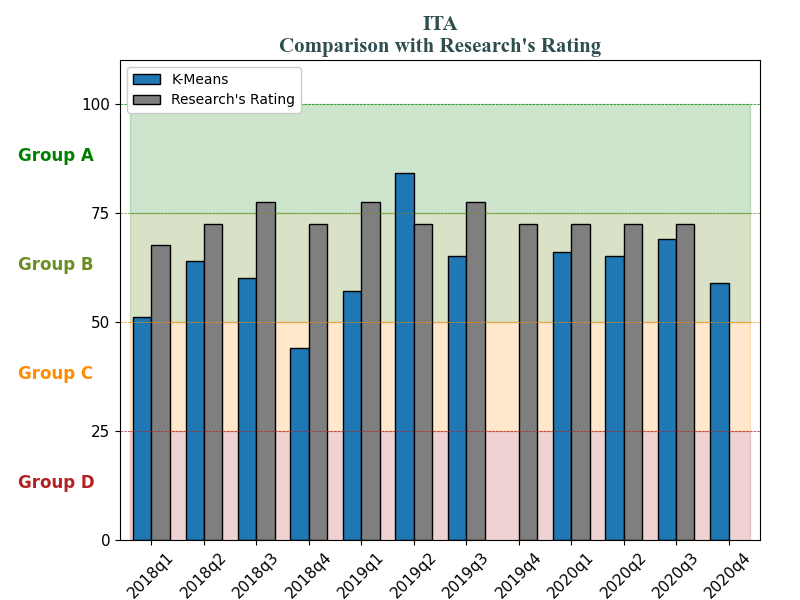 ITA
Comparison with Research's Rating
K-Means
Research's Rating
100
Group A
75
Group B
50
Group C
25
Group D
0
2018q1
2018q2
2018q3
2018q4
2019q1
2019q2
2019q3
2019q4
2020q1
2020q2
2020q3
2020q4